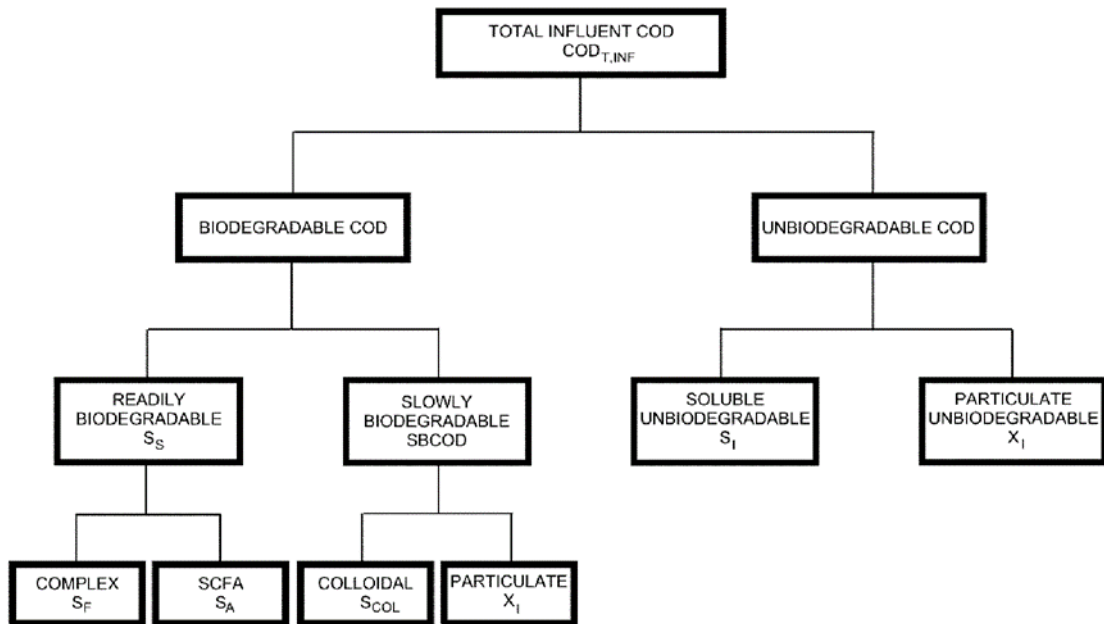 TOTAL INFLUENT COD
COD_T,INF
BIODEGRADABLE COD
UNBIODEGRADABLE COD
READILY
BIODEGRADABLE
S_S
SLOWLY
BIODEGRADABLE
SBCOD
SOLUBLE
UNBIODEGRADABLE
S_I
PARTICULATE
UNBIODEGRADABLE
X_I
COMPLEX
S_F
SCFA
S_A
COLLOIDAL
S_COL
PARTICULATE
X_I